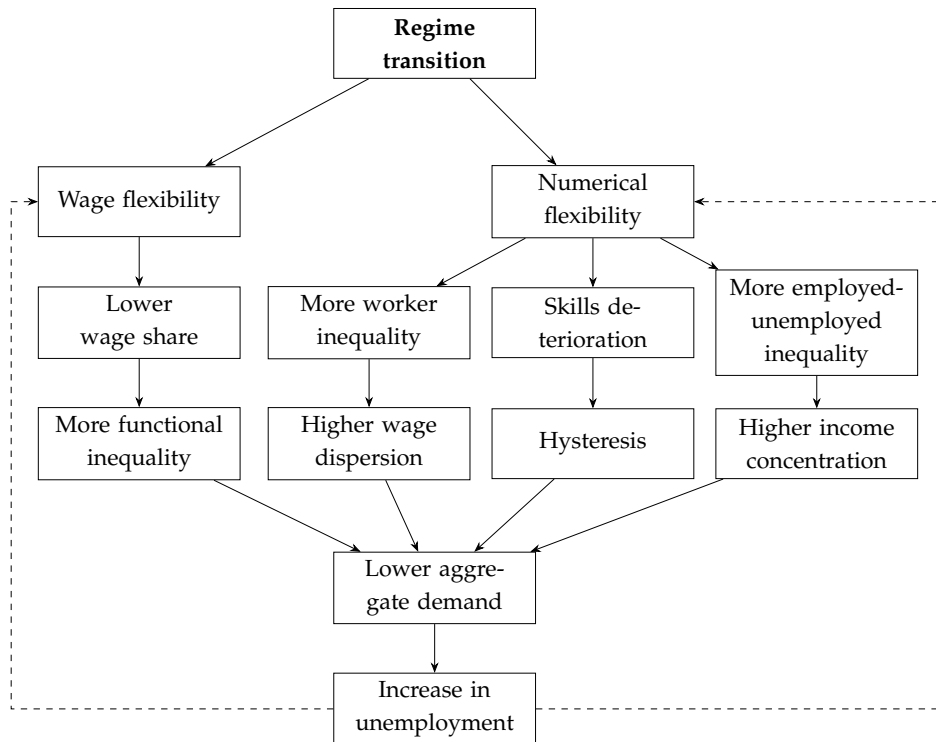 Regime
transition
Wage flexibility
Numerical
flexibility
Lower
wage share
More worker
inequality
Skills de-
terioration
More employed-
unemployed
inequality
More functional
inequality
Higher wage
dispersion
Hysteresis
Higher income
concentration
Lower aggre-
gate demand
Increase in
unemployment